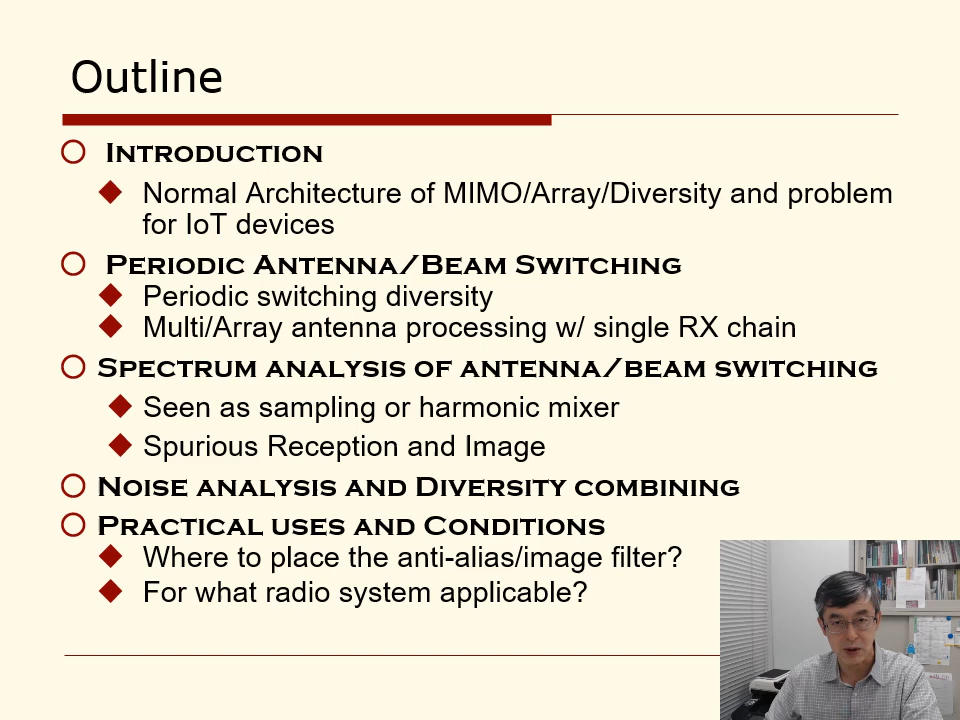 Outline
Introduction
Normal Architecture of MIMO/Array/Diversity and problem
for IoT devices
Periodic Antenna/Beam Switching
Periodic switching diversity
Multi/Array antenna processing w/ single RX chain
Spectrum analysis of antenna/beam switching
Seen as sampling or harmonic mixer
Spurious Reception and Image
Noise analysis and Diversity combining
Practical uses and Conditions
Where to place the anti-alias/image filter?
For what radio system applicable?